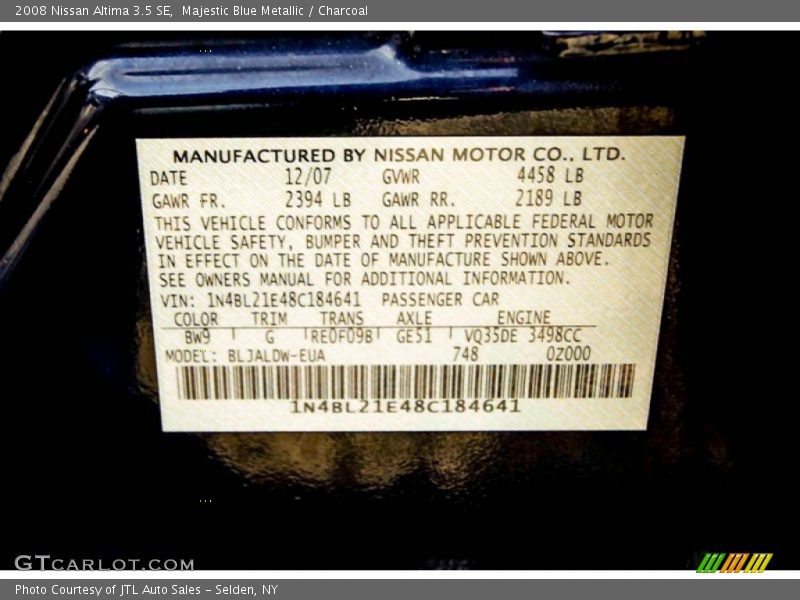 2008 Nissan Altima 3.5 SE,  Majestic Blue Metallic / Charcoal
MANUFACTURED BY NISSAN MOTOR CO., LTD.
DATE 12/07 GVWR 4458 LB
GAWR FR. 2394 LB GAWR RR. 2189 LB
THIS VEHICLE CONFORMS TO ALL APPLICABLE FEDERAL MOTOR
VEHICLE SAFETY, BUMPER AND THEFT PREVENTION STANDARDS
IN EFFECT ON THE DATE OF MANUFACTURE SHOWN ABOVE.
SEE OWNERS MANUAL FOR ADDITIONAL INFORMATION.
VIN: 1N4BL21E48C184641 PASSENGER CAR
COLOR TRIM TRANS AXLE ENGINE
BW9 G RE0F09B GE51 VQ35DE 3498CC
MODEL: BLJALDW-EUA 748 0Z000
1N4BL21E48C184641
GTCARLOT.COM
Photo Courtesy of JTL Auto Sales - Selden, NY